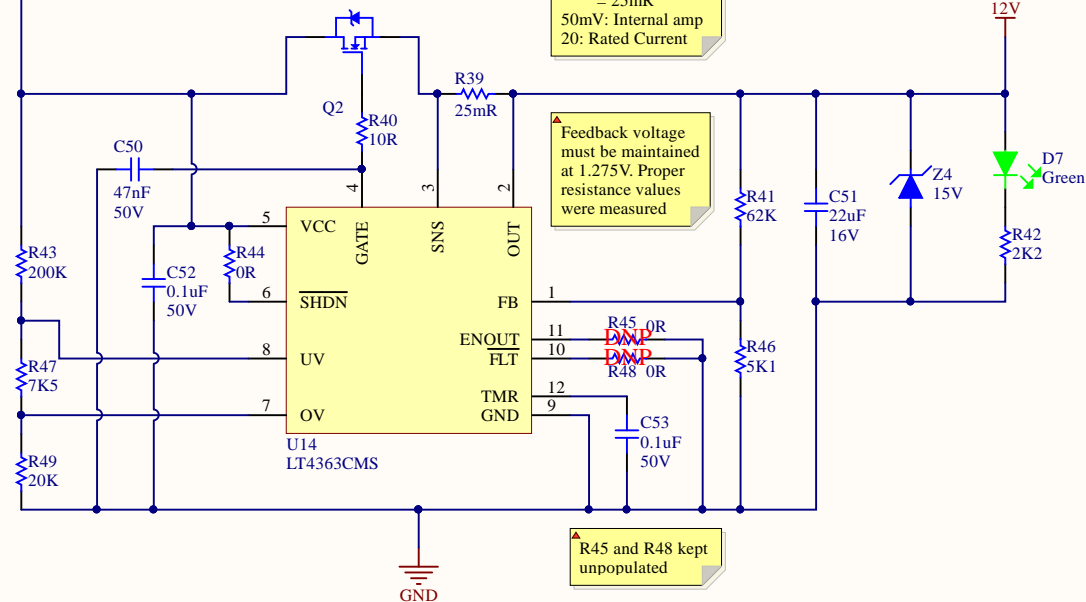 = 25mR
50mV: Internal amp
20: Rated Current
12V
R39
25mR
Q2
R40
10R
Feedback voltage
must be maintained
at 1.275V. Proper
resistance values
were measured
C50
47nF
50V
4
3
2
Z4
15V
D7
Green
R41
62K
C51
22uF
16V
R42
2K2
5
VCC
GATE
SNS
OUT
R43
200K
R44
0R
C52
0.1uF
50V
6
SHDN
FB
1
ENOUT
11
R45 0R
DNP
8
UV
FLT
10
DNP
R48 0R
R46
5K1
R47
7K5
TMR
12
7
OV
GND
9
C53
0.1uF
50V
U14
LT4363CMS
R49
20K
R45 and R48 kept
unpopulated
GND